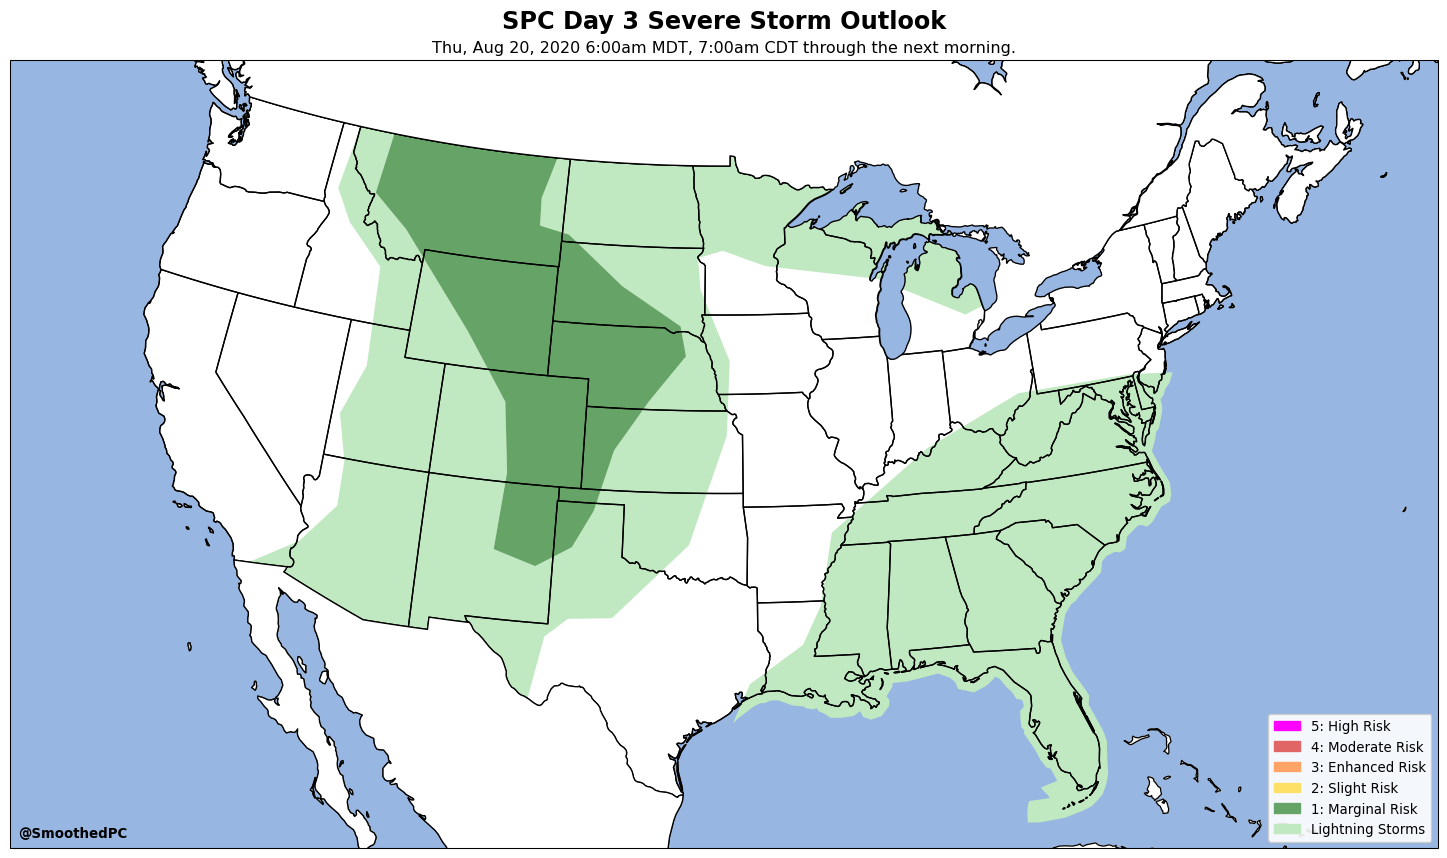 SPC Day 3 Severe Storm Outlook
Thu, Aug 20, 2020 6:00am MDT, 7:00am CDT through the next morning.
5: High Risk
4: Moderate Risk
3: Enhanced Risk
2: Slight Risk
1: Marginal Risk
Lightning Storms
@SmoothedPC